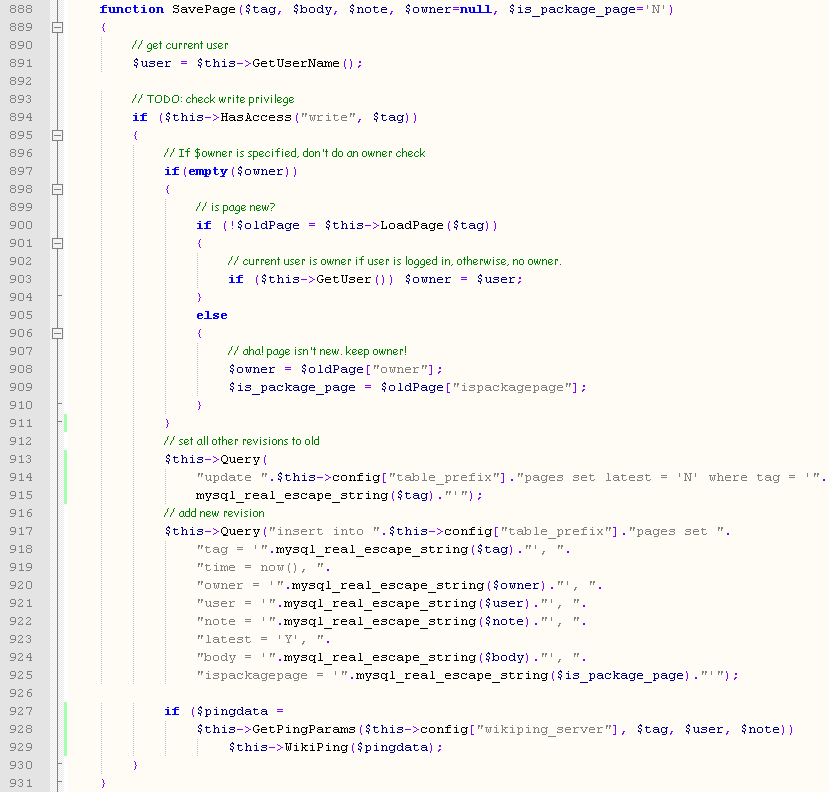 888 function SavePage($tag, $body, $note, $owner=null, $is_package_page='N')
889 {
890 // get current user
891 $user = $this->GetUserName();
892
893 // TODO: check write privilege
894 if ($this->HasAccess("write", $tag))
895 {
896 // If $owner is specified, don't do an owner check
897 if(empty($owner))
898 {
899 // is page new?
900 if (!$oldPage = $this->LoadPage($tag))
901 {
902 // current user is owner if user is logged in, otherwise, no owner.
903 if ($this->GetUser()) $owner = $user;
904 }
905 else
906 {
907 // aha! page isn't new. keep owner!
908 $owner = $oldPage["owner"];
909 $is_package_page = $oldPage["ispackagepage"];
910 }
911 }
912 // set all other revisions to old
913 $this->Query(
914 "update ".$this->config["table_prefix"]."pages set latest = 'N' where tag = '".
915 mysql_real_escape_string($tag)."'");
916 // add new revision
917 $this->Query("insert into ".$this->config["table_prefix"]."pages set ".
918 "tag = '".mysql_real_escape_string($tag)."', ".
919 "time = now(), ".
920 "owner = '".mysql_real_escape_string($owner)."', ".
921 "user = '".mysql_real_escape_string($user)."', ".
922 "note = '".mysql_real_escape_string($note)."', ".
923 "latest = 'Y', ".
924 "body = '".mysql_real_escape_string($body)."', ".
925 "ispackagepage = '".mysql_real_escape_string($is_package_page)."'");
926
927 if ($pingdata =
928 $this->GetPingParams($this->config["wikiping_server"], $tag, $user, $note))
929 $this->WikiPing($pingdata);
930 }
931 }